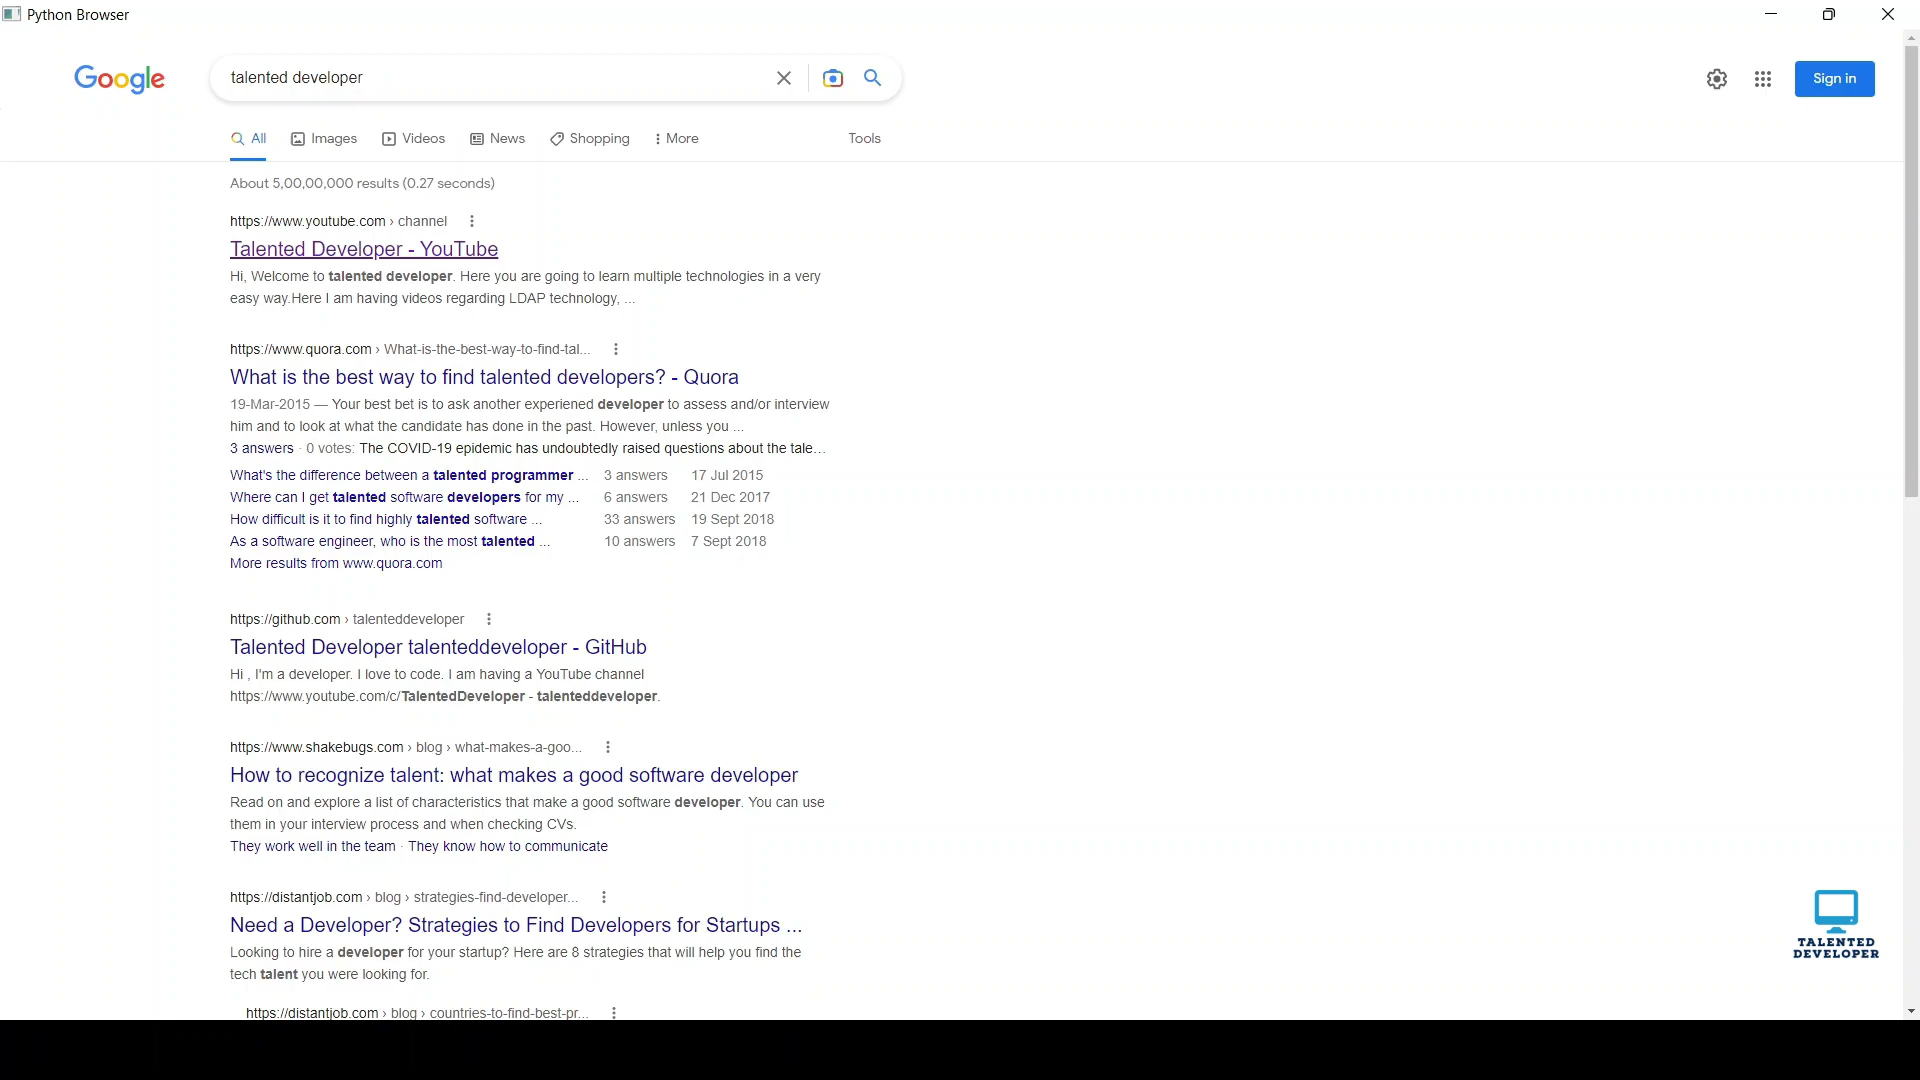 Python Browser
Google
talented developer
Sign in
All Images Videos News Shopping More Tools
About 5,00,00,000 results (0.27 seconds)
https://www.youtube.com › channel
Talented Developer - YouTube
Hi, Welcome to talented developer. Here you are going to learn multiple technologies in a very
easy way.Here I am having videos regarding LDAP technology, ...
https://www.quora.com › What-is-the-best-way-to-find-tal...
What is the best way to find talented developers? - Quora
19-Mar-2015 — Your best bet is to ask another experienced developer to assess and/or interview
him and to look at what the candidate has done in the past. However, unless you ...
3 answers · 0 votes: The COVID-19 epidemic has undoubtedly raised questions about the tale...
What's the difference between a talented programmer ... 3 answers 17 Jul 2015
Where can I get talented software developers for my ... 6 answers 21 Dec 2017
How difficult is it to find highly talented software ... 33 answers 19 Sept 2018
As a software engineer, who is the most talented ... 10 answers 7 Sept 2018
More results from www.quora.com
https://github.com › talenteddeveloper
Talented Developer talenteddeveloper - GitHub
Hi , I'm a developer. I love to code. I am having a YouTube channel
https://www.youtube.com/c/TalentedDeveloper - talenteddeveloper.
https://www.shakebugs.com › blog › what-makes-a-goo...
How to recognize talent: what makes a good software developer
Read on and explore a list of characteristics that make a good software developer. You can use
them in your interview process and when checking CVs.
They work well in the team · They know how to communicate
https://distantjob.com › blog › strategies-find-developer...
Need a Developer? Strategies to Find Developers for Startups ...
Looking to hire a developer for your startup? Here are 8 strategies that will help you find the
tech talent you were looking for.
https://distantjob.com › blog › countries-to-find-best-pr...
TALENTED
DEVELOPER